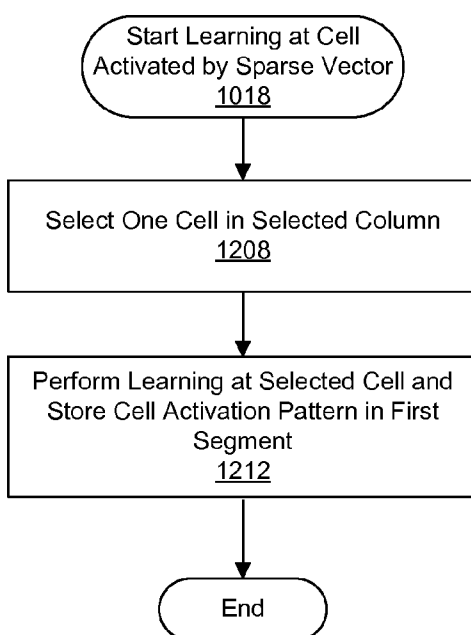 Start Learning at Cell
Activated by Sparse Vector
1018
Select One Cell in Selected Column
1208
Perform Learning at Selected Cell and
Store Cell Activation Pattern in First
Segment
1212
End